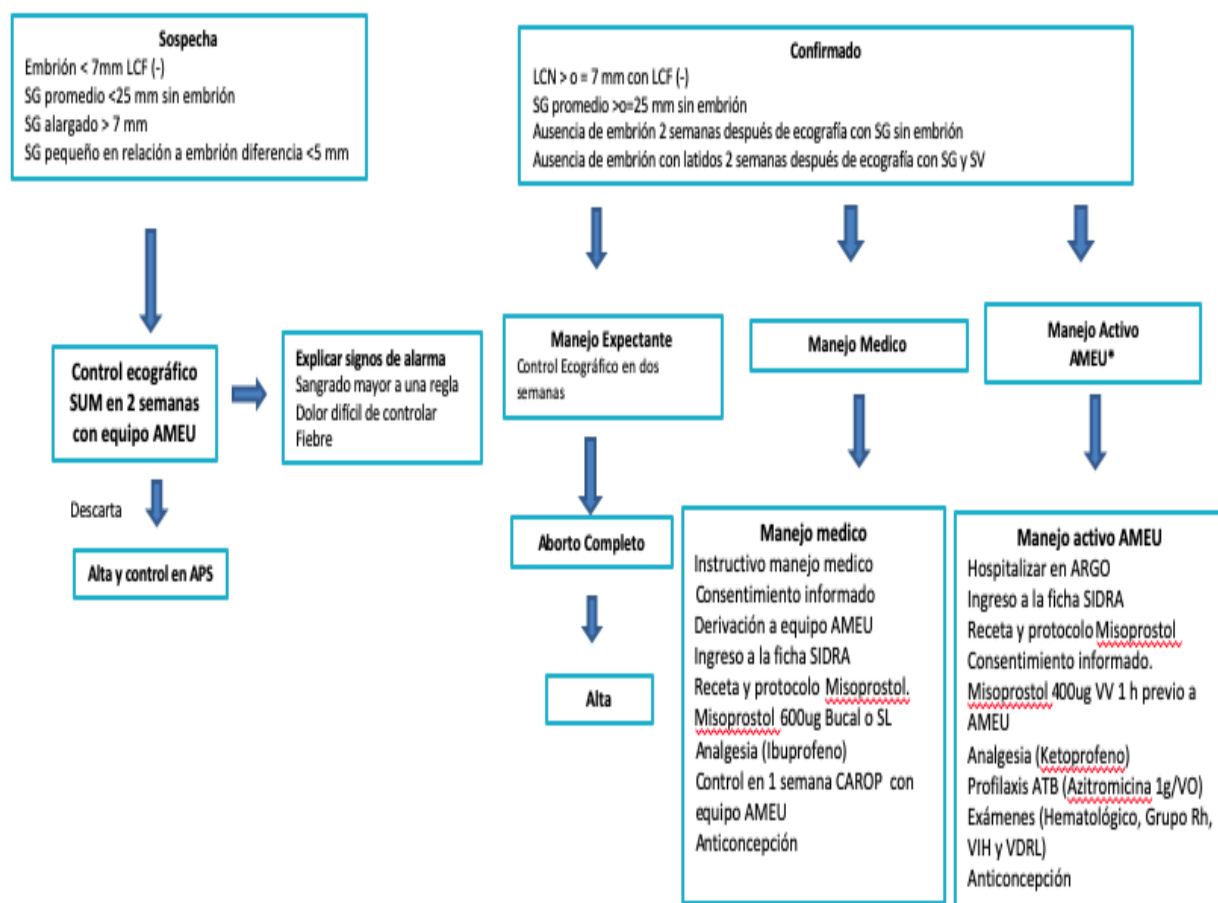 Sospecha
Embrión < 7mm LCF (-)
SG promedio <25 mm sin embrión
SG alargado > 7 mm
SG pequeño en relación a embrión diferencia <5 mm
Confirmado
LCN > o = 7 mm con LCF (-)
SG promedio >o=25 mm sin embrión
Ausencia de embrión 2 semanas después de ecografía con SG sin embrión
Ausencia de embrión con latidos 2 semanas después de ecografía con SG y SV
Control ecográfico
SUM en 2 semanas
con equipo AMEU
Explicar signos de alarma
Sangrado mayor a una regla
Dolor difícil de controlar
Fiebre
Descarta
Alta y control en APS
Manejo Expectante
Control Ecográfico en dos
semanas
Aborto Completo
Alta
Manejo Medico
Manejo medico
Instructivo manejo medico
Consentimiento informado
Derivación a equipo AMEU
Ingreso a la ficha SIDRA
Receta y protocolo Misoprostol.
Misoprostol 600ug Bucal o SL
Analgesia (Ibuprofeno)
Control en 1 semana CAROP con
equipo AMEU
Anticoncepción
Manejo Activo
AMEU*
Manejo activo AMEU
Hospitalizar en ARGO
Ingreso a la ficha SIDRA
Receta y protocolo Misoprostol
Consentimiento informado.
Misoprostol 400ug VV 1 h previo a
AMEU
Analgesia (Ketoprofeno)
Profilaxis ATB (Azitromicina 1g/VO)
Exámenes (Hematológico, Grupo Rh,
VIH y VDRL)
Anticoncepción